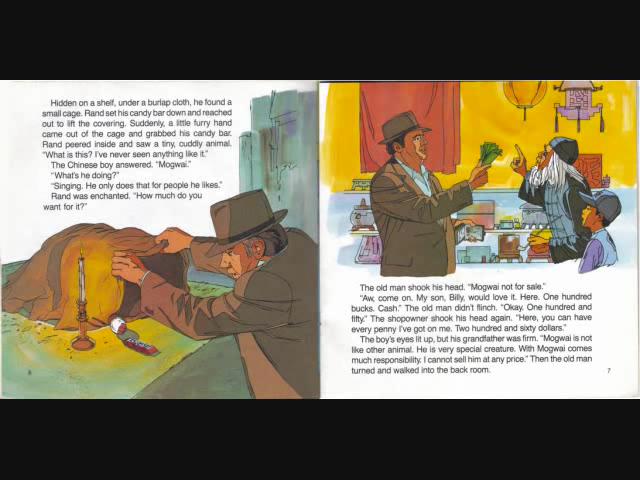 Hidden on a shelf, under a burlap cloth, he found a
small cage. Rand set his candy bar down and reached
out to lift the covering. Suddenly, a little furry hand
came out of the cage and grabbed his candy bar.
Rand peered inside and saw a tiny, cuddly animal.
"What is this? I've never seen anything like it."
The Chinese boy answered. "Mogwai."
"What's he doing?"
"Singing. He only does that for people he likes."
Rand was enchanted. "How much do you
want for it?"
The old man shook his head. "Mogwai not for sale."
"Aw, come on. My son, Billy, would love it. Here. One hundred
bucks. Cash." The old man didn't flinch. "Okay. One hundred and
fifty." The shopowner shook his head again. "Here, you can have
every penny I've got on me. Two hundred and sixty dollars."
The boy's eyes lit up, but his grandfather was firm. "Mogwai is not
like other animal. He is very special creature. With Mogwai comes
much responsibility. I cannot sell him at any price." Then the old man
turned and walked into the back room.
7